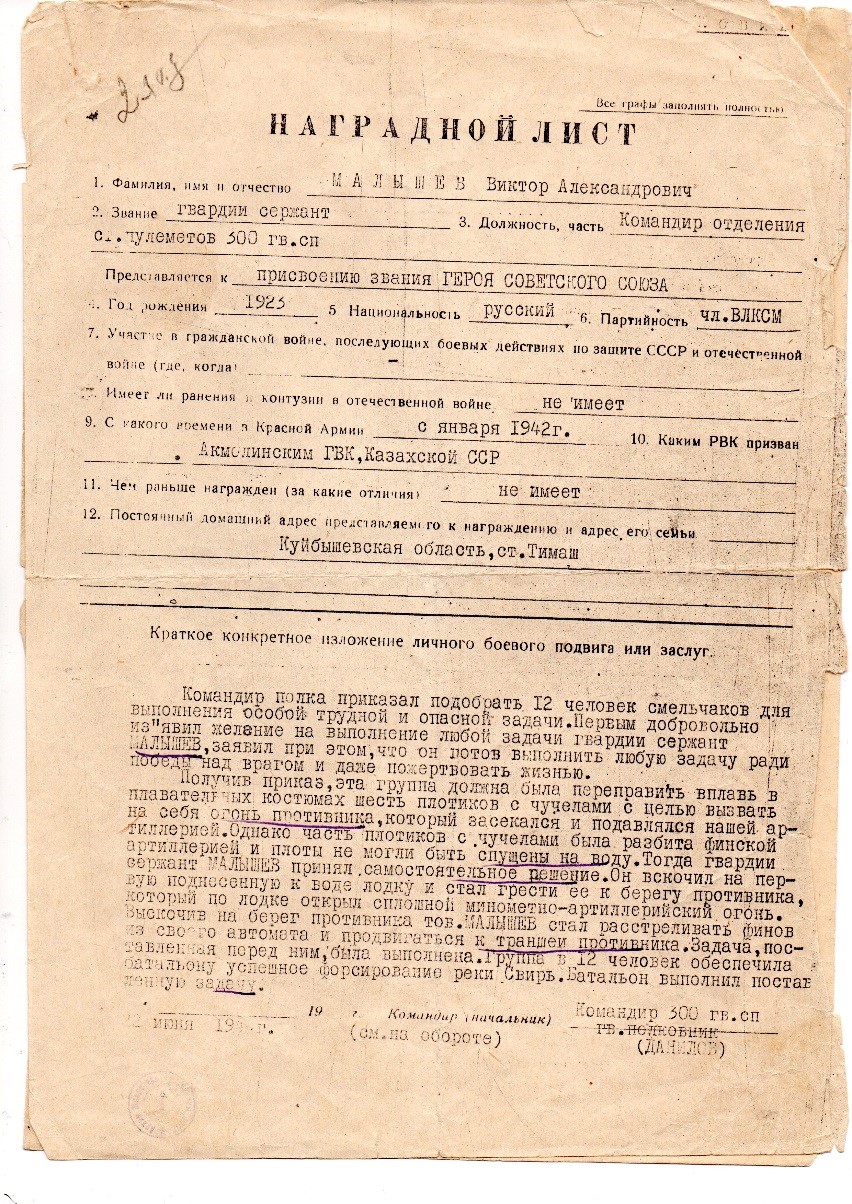 КОПИЯ
Все графы заполнять полностью
НАГРАДНОЙ ЛИСТ
1. Фамилия, имя и отчество МАЛЫШЕВ Виктор Александрович
2. Звание гвардии сержант 3. Должность, часть Командир отделения
ст.пулеметов 300 гв.сп
Представляется к присвоению звания ГЕРОЯ СОВЕТСКОГО СОЮЗА
Год рождения 1923 5 Национальность русский 6. Партийность чл.ВЛКСМ
7. Участие в гражданской войне, последующих боевых действиях по защите СССР и отечественной
войне (где, когда) –
Имеет ли ранения и контузии в отечественной войне не имеет
9. С какого времени в Красной Армии с января 1942г. 10. Каким РВК призван
Акмолинским ГВК,Казахской ССР
11. Чем раньше награжден (за какие отличия) не имеет
12. Постоянный домашний адрес представляемого к награждению и адрес его семьи
Куйбышевская область,ст.Тимаш
Краткое конкретное изложение личного боевого подвига или заслуг.
Командир полка приказал подобрать 12 человек смельчаков для
выполнения особой трудной и опасной задачи.Первым добровольно
из"явил желание на выполнение любой задачи гвардии сержант
МАЛЫШЕВ,заявил при этом,что он готов выполнить любую задачу ради
победы над врагом и даже пожертвовать жизнью.
Получив приказ,эта группа должна была переправить вплавь в
плавательных костюмах шесть плотиков с чучелами с целью вызвать
на себя огонь противника,который засекался и подавлялся нашей ар-
тиллерией.Однако часть плотиков с чучелами была разбита финской
артиллерией и плоты не могли быть спущены на воду.Тогда гвардии
сержант МАЛЫШЕВ принял самостоятельное решение.Он вскочил на пер-
вую поднесенную к воде лодку и стал грести ее к берегу противника,
который по лодке открыл сплошной минометно-артиллерийский огонь.
Выскочив на берег противника тов.МАЛЫШЕВ стал расстреливать финов
из своего автомата и продвигаться к траншеи противника.Задача,пос-
тавленная перед ним,была выполнена.Группа в 12 человек обеспечила
батальону успешное форсирование реки Свирь.Батальон выполнил постав
ленную задачу.
19 г. Командир (начальник) Командир 300 гв.сп
июня гв.полковник
(см.на обороте) (ДАНИЛОВ)